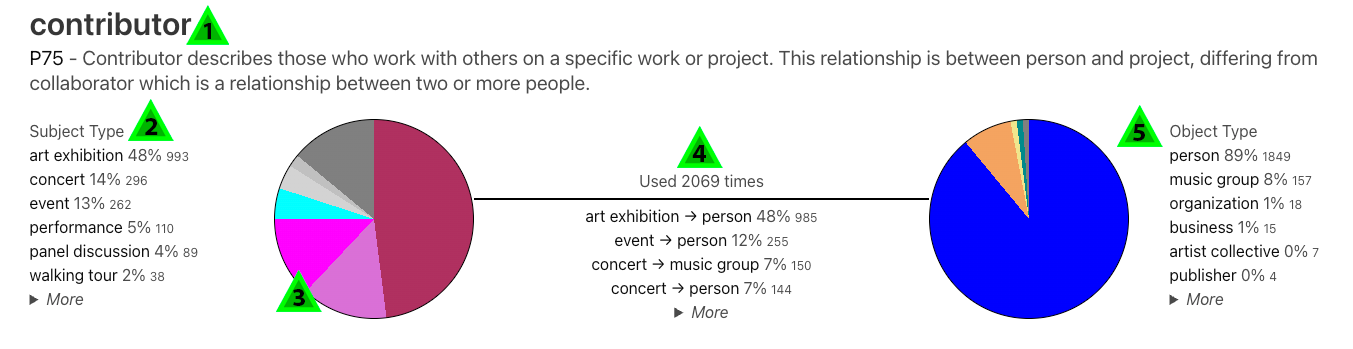 contributor 1
P75 - Contributor describes those who work with others on a specific work or project. This relationship is between person and project, differing from
collaborator which is a relationship between two or more people.
Subject Type 2
art exhibition 48% 993
concert 14% 296
event 13% 262
performance 5% 110
panel discussion 4% 89
walking tour 2% 38
▶ More
3
4
Used 2069 times
art exhibition → person 48% 985
event → person 12% 255
concert → music group 7% 150
concert → person 7% 144
▶ More
5
Object Type
person 89% 1849
music group 8% 157
organization 1% 18
business 1% 15
artist collective 0% 7
publisher 0% 4
▶ More